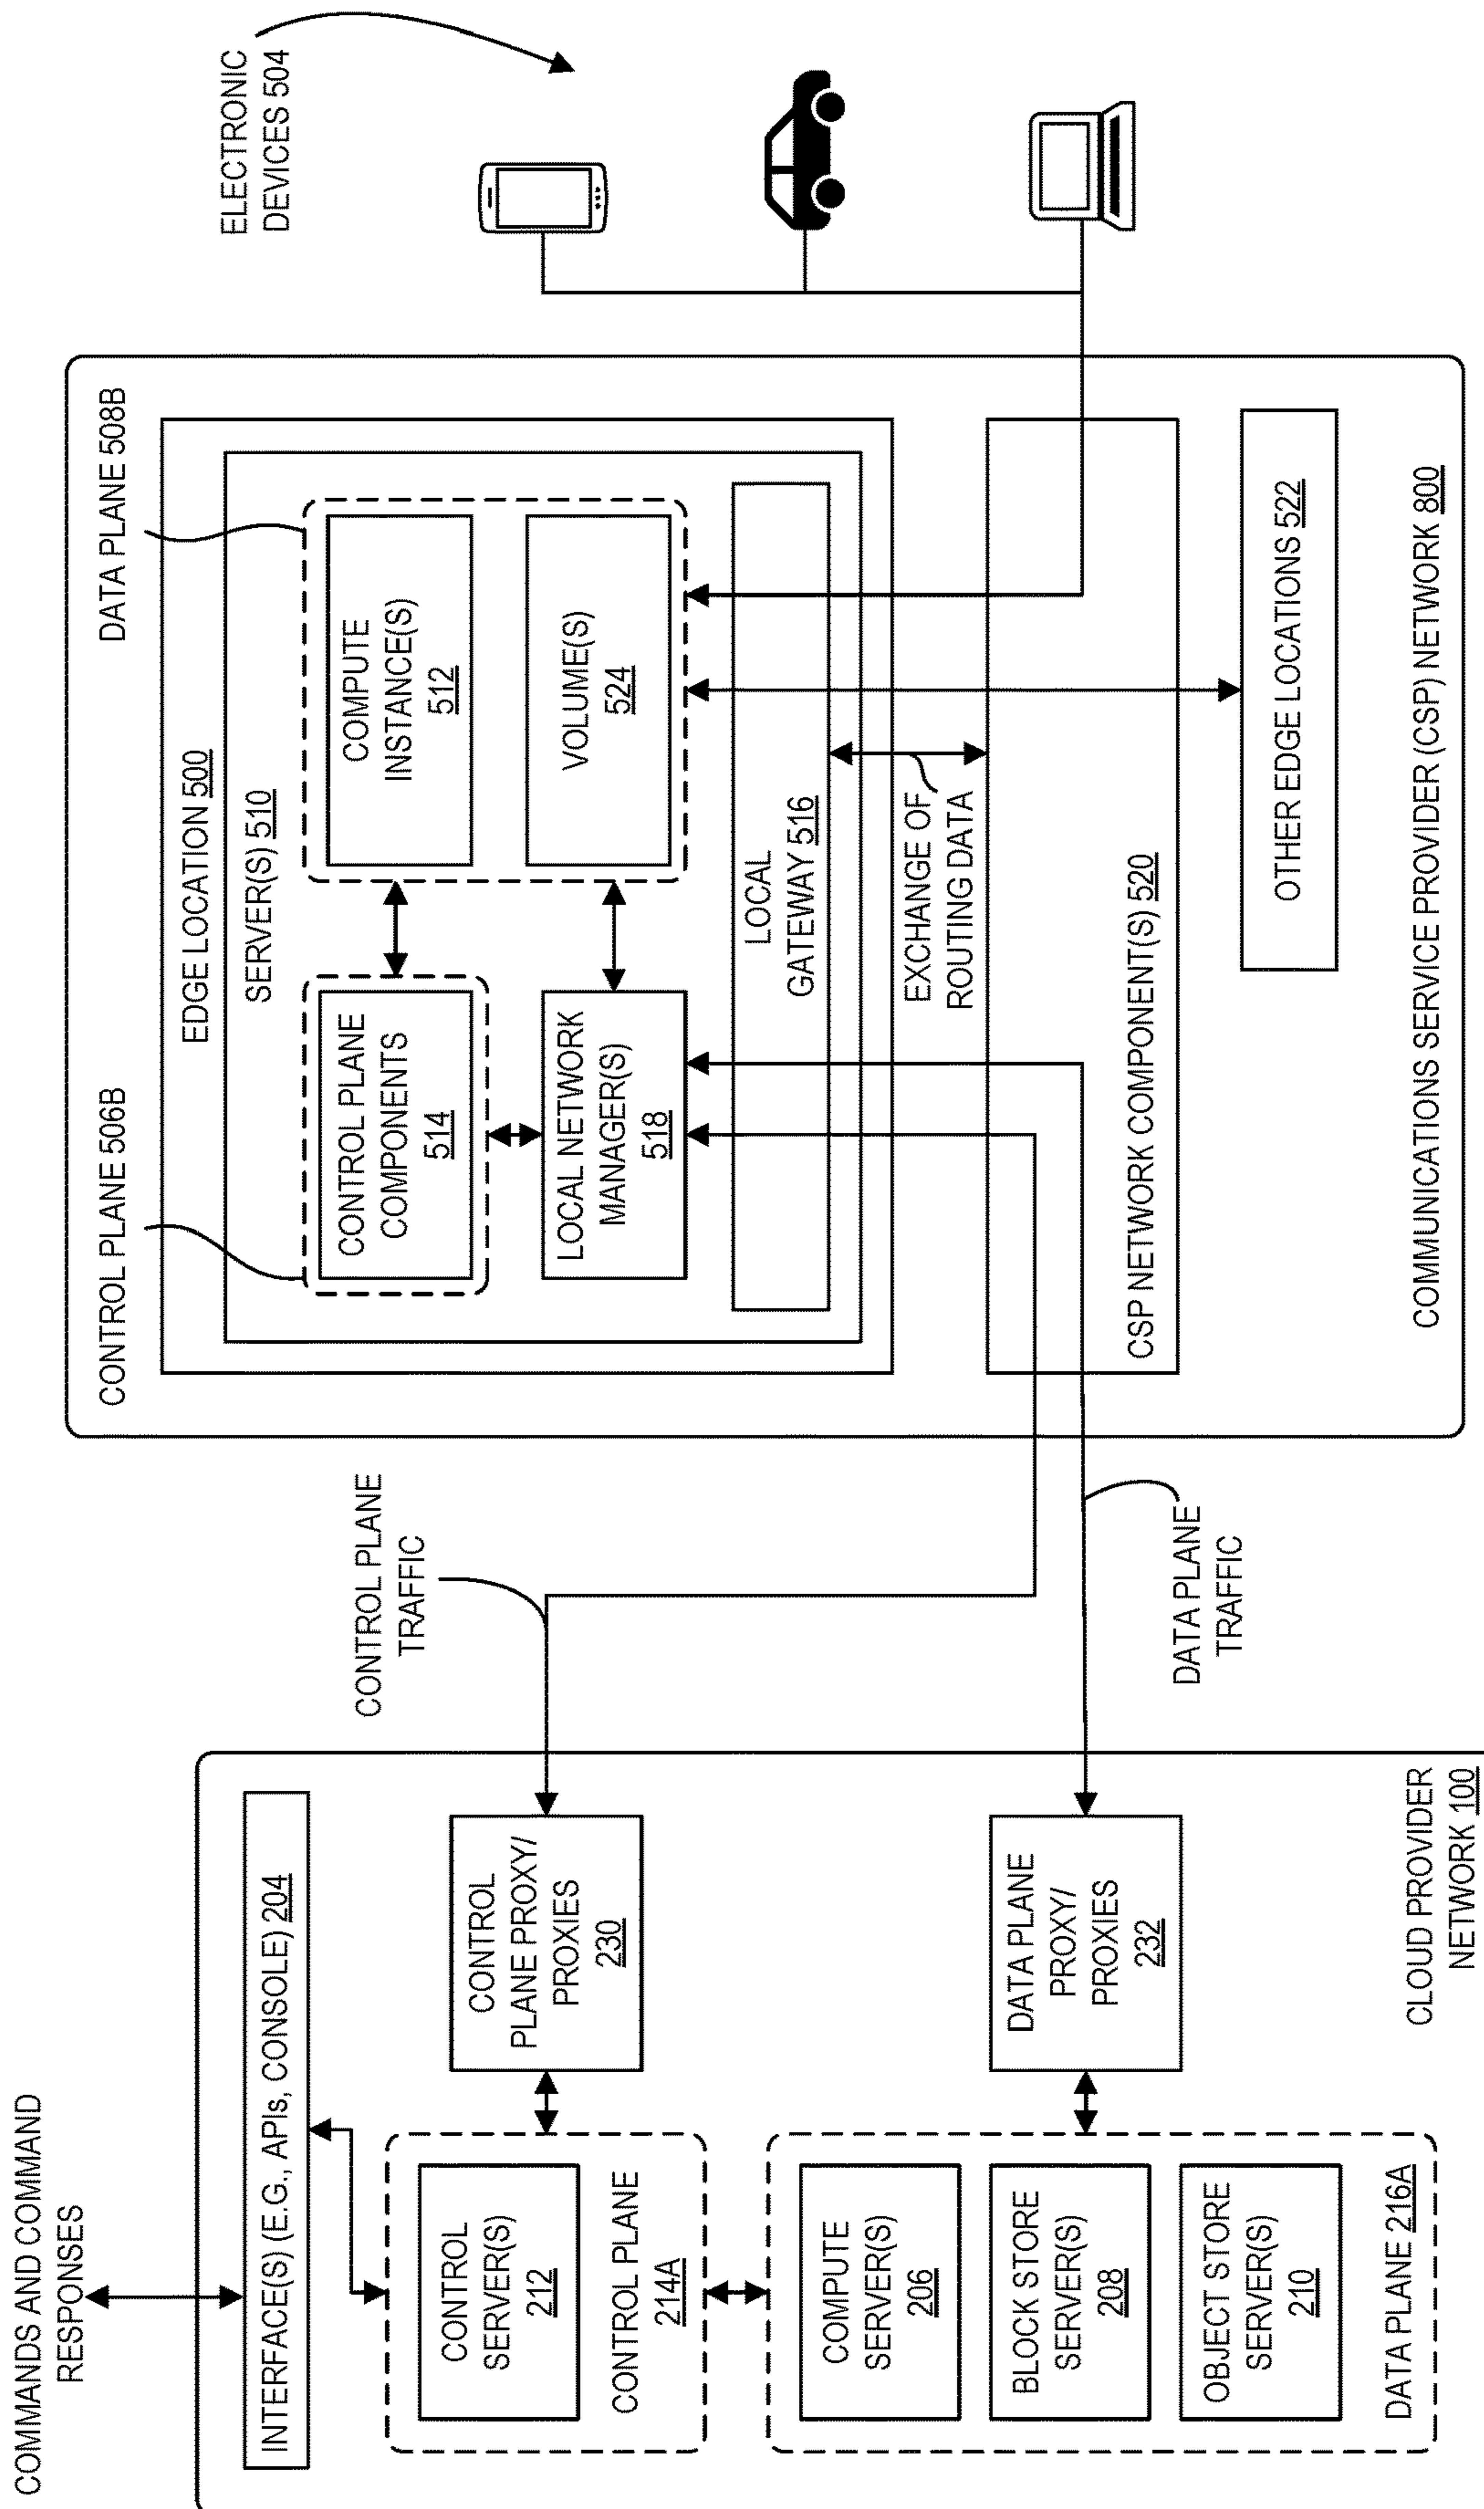 COMMANDS AND COMMAND
RESPONSES
INTERFACE(S) (E.G., APIs, CONSOLE) 204
CONTROL
SERVER(S)
212
CONTROL PLANE
214A
COMPUTE
SERVER(S)
206
BLOCK STORE
SERVER(S)
208
OBJECT STORE
SERVER(S)
210
DATA PLANE 216A
CONTROL
PLANE PROXY/
PROXIES
230
DATA PLANE
PROXY/
PROXIES
232
CLOUD PROVIDER
NETWORK 100
CONTROL PLANE
TRAFFIC
DATA PLANE
TRAFFIC
CONTROL PLANE 506B
DATA PLANE 508B
EDGE LOCATION 500
SERVER(S) 510
CONTROL PLANE
COMPONENTS
514
COMPUTE
INSTANCE(S)
512
LOCAL NETWORK
MANAGER(S)
518
VOLUME(S)
524
LOCAL
GATEWAY 516
EXCHANGE OF
ROUTING DATA
CSP NETWORK COMPONENT(S) 520
OTHER EDGE LOCATIONS 522
COMMUNICATIONS SERVICE PROVIDER (CSP) NETWORK 800
ELECTRONIC
DEVICES 504